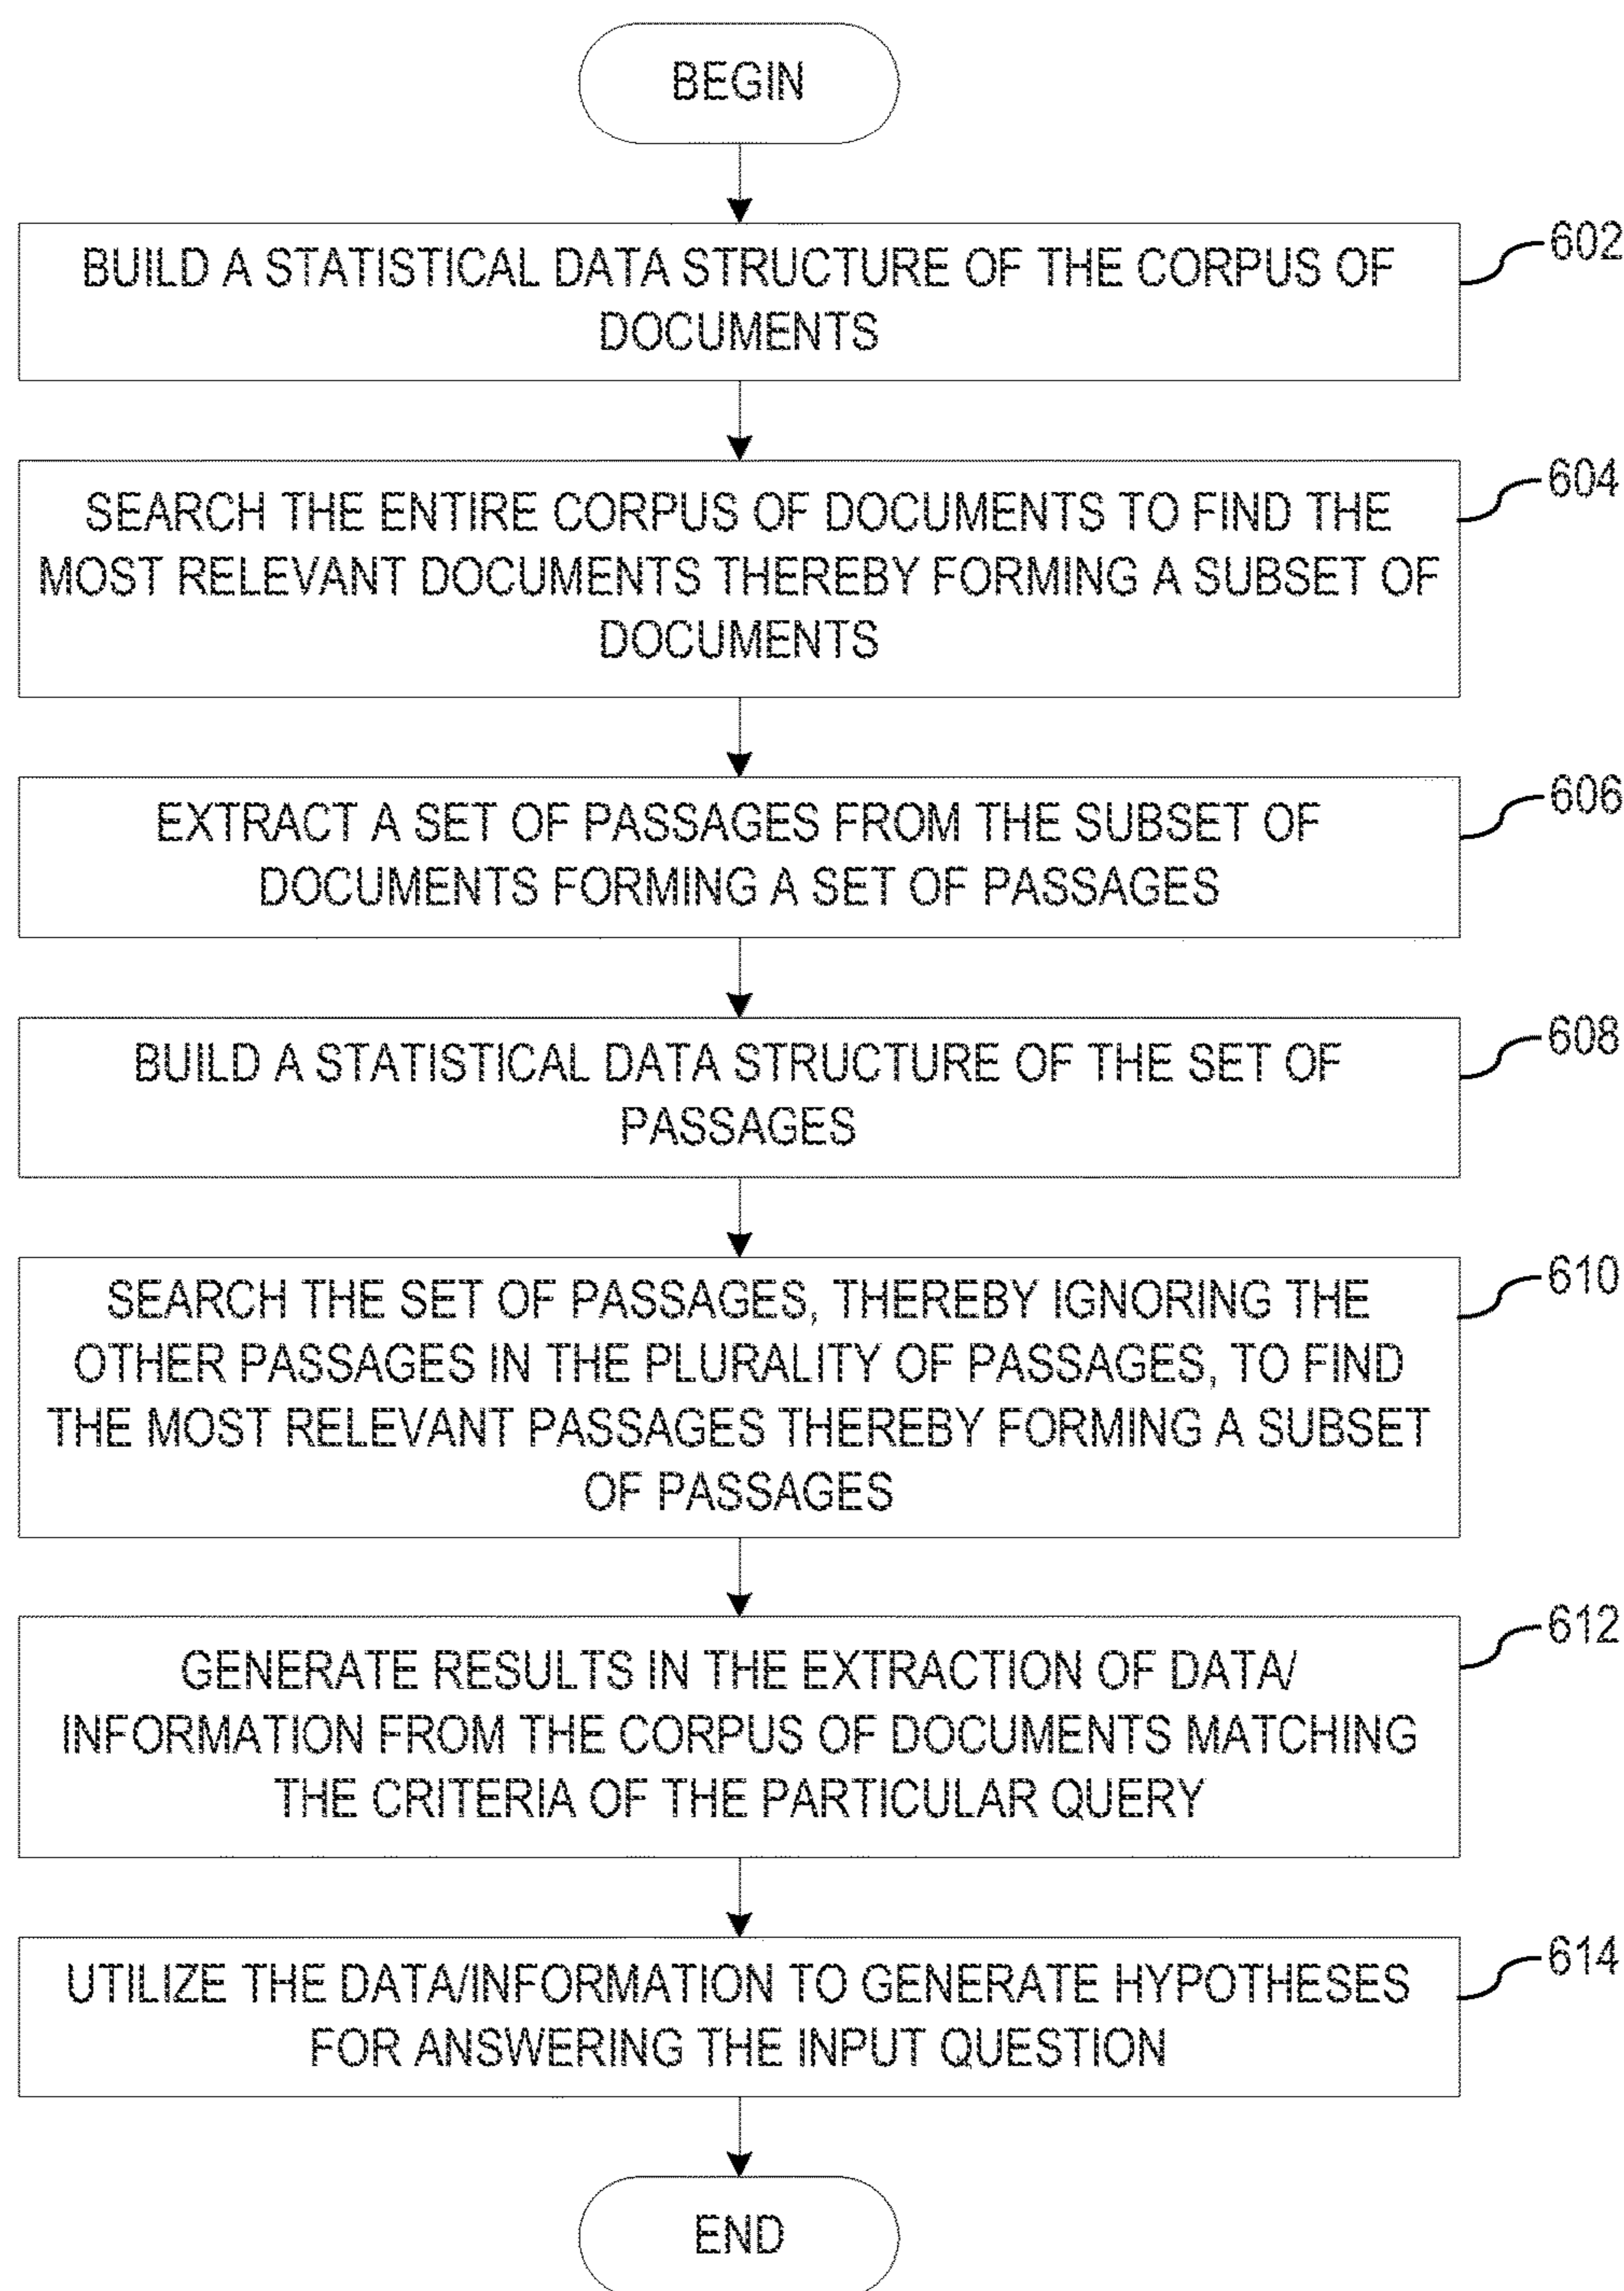 BEGIN
BUILD A STATISTICAL DATA STRUCTURE OF THE CORPUS OF
DOCUMENTS
602
SEARCH THE ENTIRE CORPUS OF DOCUMENTS TO FIND THE
MOST RELEVANT DOCUMENTS THEREBY FORMING A SUBSET OF
DOCUMENTS
604
EXTRACT A SET OF PASSAGES FROM THE SUBSET OF
DOCUMENTS FORMING A SET OF PASSAGES
606
BUILD A STATISTICAL DATA STRUCTURE OF THE SET OF
PASSAGES
608
SEARCH THE SET OF PASSAGES, THEREBY IGNORING THE
OTHER PASSAGES IN THE PLURALITY OF PASSAGES, TO FIND
THE MOST RELEVANT PASSAGES THEREBY FORMING A SUBSET
OF PASSAGES
610
GENERATE RESULTS IN THE EXTRACTION OF DATA/
INFORMATION FROM THE CORPUS OF DOCUMENTS MATCHING
THE CRITERIA OF THE PARTICULAR QUERY
612
UTILIZE THE DATA/INFORMATION TO GENERATE HYPOTHESES
FOR ANSWERING THE INPUT QUESTION
614
END